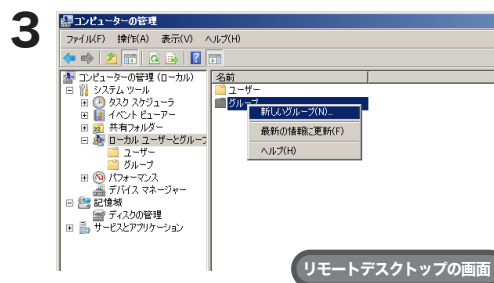 3
コンピューターの管理
ファイル(F) 操作(A) 表示(V) ヘルプ(H)
コンピューターの管理 (ローカル)
システム ツール
タスク スケジューラ
イベント ビューアー
共有フォルダー
ローカル ユーザーとグループ
ユーザー
グループ
パフォーマンス
デバイス マネージャー
記憶域
ディスクの管理
サービスとアプリケーション
名前
ユーザー
グループ
新しいグループ(N)...
最新の情報に更新(F)
ヘルプ(H)
リモートデスクトップの画面